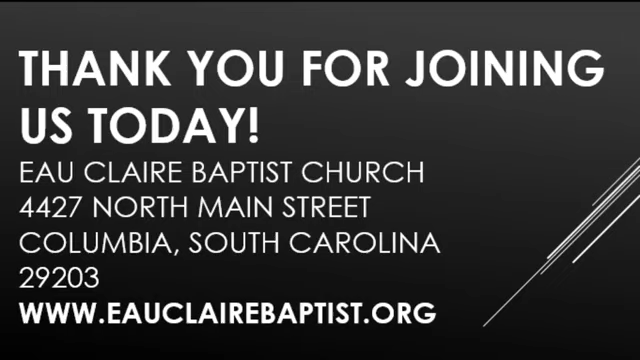 THANK YOU FOR JOINING
US TODAY!
EAU CLAIRE BAPTIST CHURCH
4427 NORTH MAIN STREET
COLUMBIA, SOUTH CAROLINA
29203
WWW.EAUCLAIREBAPTIST.ORG